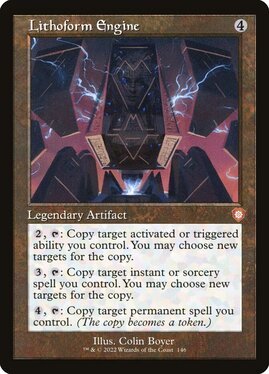 Lithoform Engine 4
Legendary Artifact
2, T: Copy target activated or triggered
ability you control. You may choose new
targets for the copy.
3, T: Copy target instant or sorcery
spell you control. You may choose new
targets for the copy.
4, T: Copy target permanent spell you
control. (The copy becomes a token.)
Illus. Colin Boyer
™ & © 2022 Wizards of the Coast 146